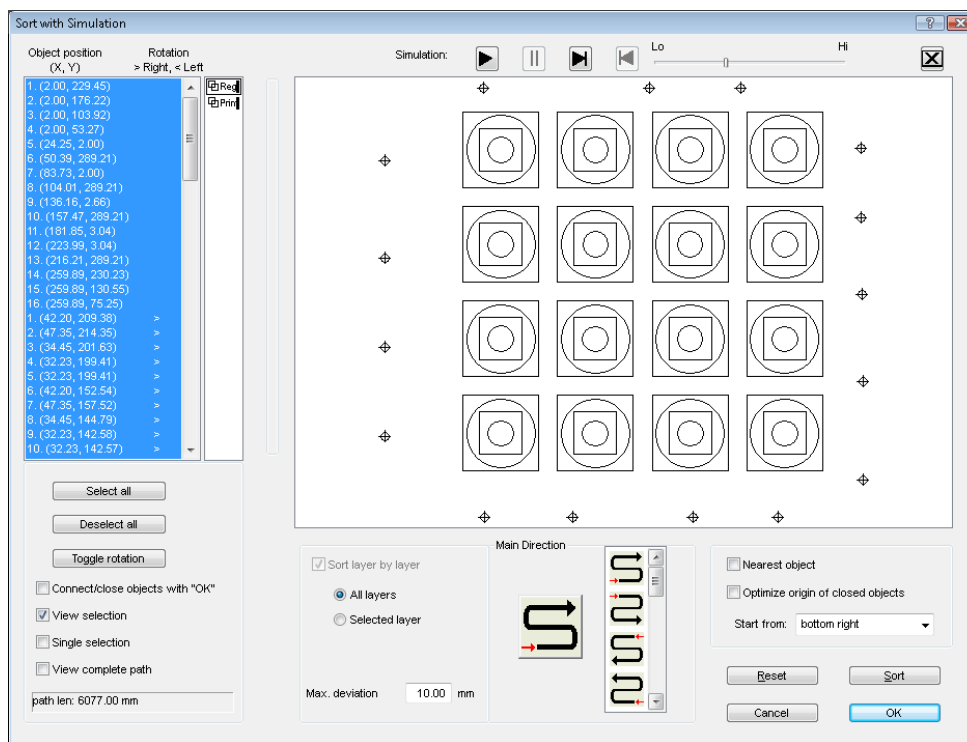 Sort with Simulation
Object position
(X, Y)
Rotation
> Right, < Left
Simulation:
Lo
Hi
1. (2.00, 229.45)
2. (2.00, 176.22)
3. (2.00, 103.92)
4. (2.00, 53.27)
5. (24.25, 2.00)
6. (50.39, 289.21)
7. (83.73, 2.00)
8. (104.01, 289.21)
9. (136.16, 2.66)
10. (157.47, 289.21)
11. (181.85, 3.04)
12. (223.99, 3.04)
13. (216.21, 289.21)
14. (259.89, 230.23)
15. (259.89, 130.55)
16. (259.89, 75.25)
1. (42.20, 209.38) >
2. (47.35, 214.35) >
3. (34.45, 201.63) >
4. (32.23, 199.41) >
5. (32.23, 199.41) >
6. (42.20, 152.54) >
7. (47.35, 157.52) >
8. (34.45, 144.79) >
9. (32.23, 142.58) >
10. (32.23, 142.57) >
Reg
Prin
Select all
Deselect all
Toggle rotation
Connect/close objects with "OK"
View selection
Single selection
View complete path
path len: 6077.00 mm
Sort layer by layer
All layers
Selected layer
Max. deviation 10.00 mm
Main Direction
Nearest object
Optimize origin of closed objects
Start from: bottom right
Reset
Sort
Cancel
OK